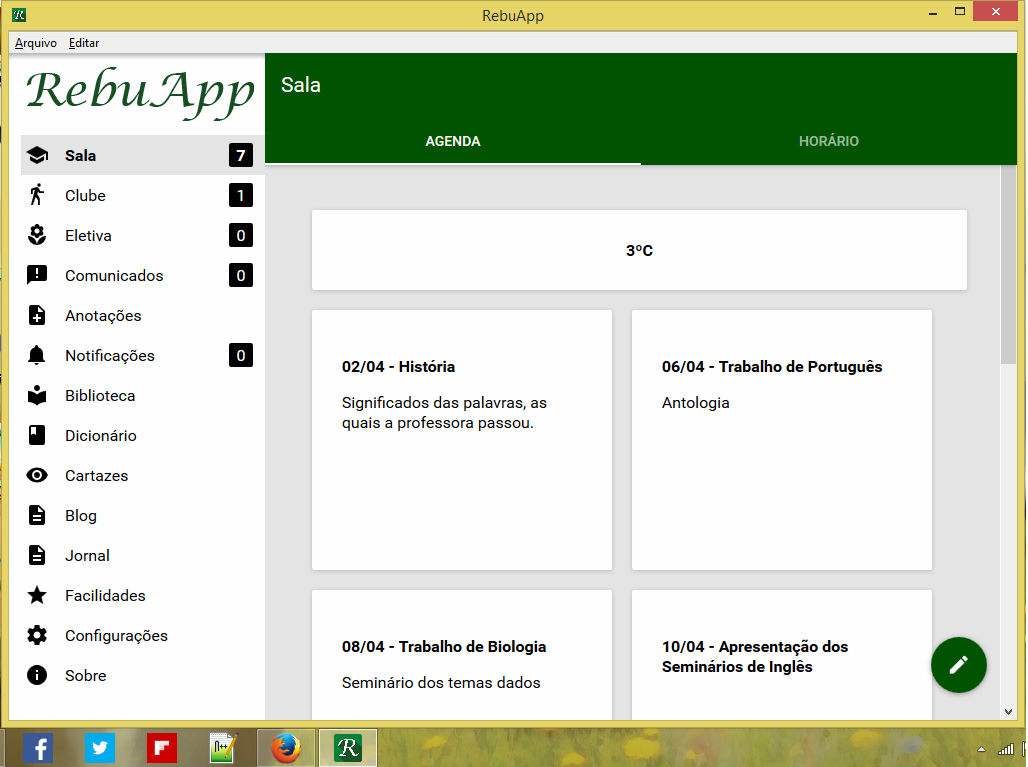 RebuApp
Arquivo Editar
RebuApp
Sala 7
Clube 1
Eletiva 0
Comunicados 0
Anotações
Notificações 0
Biblioteca
Dicionário
Cartazes
Blog
Jornal
Facilidades
Configurações
Sobre
Sala
AGENDA HORÁRIO
3ºC
02/04 - História
Significados das palavras, as
quais a professora passou.
06/04 - Trabalho de Português
Antologia
08/04 - Trabalho de Biologia
Seminário dos temas dados
10/04 - Apresentação dos
Seminários de Inglês